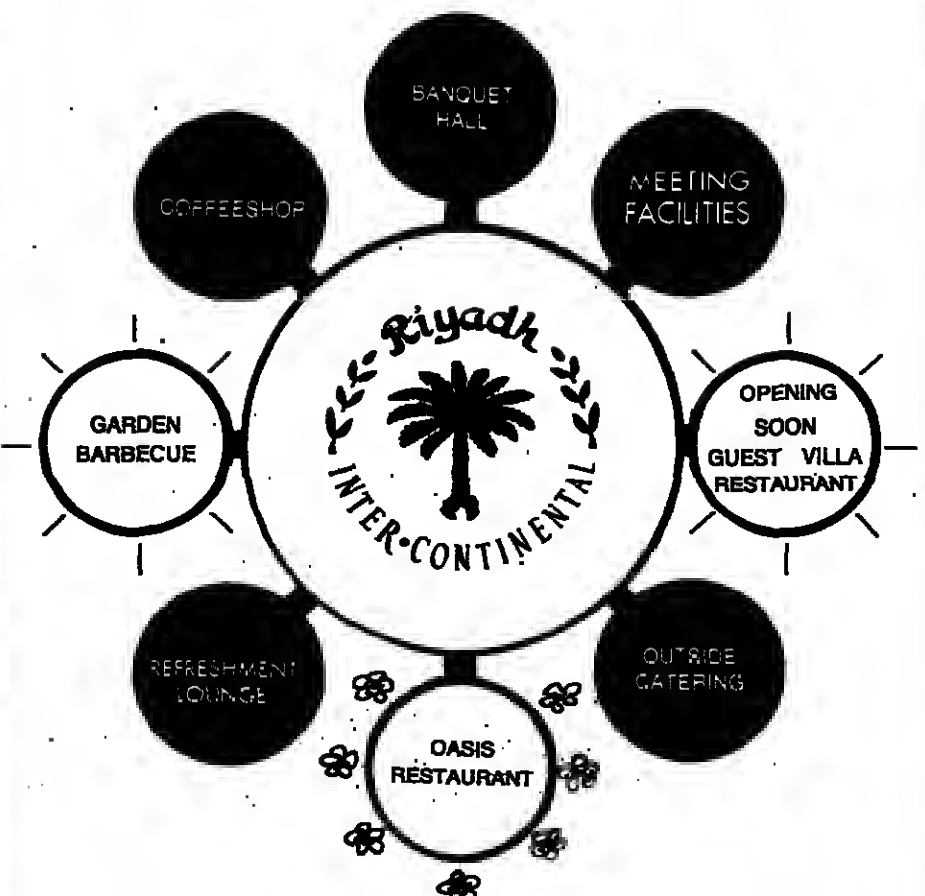 BANQUET
HALL
COFFEESHOP
MEETING
FACILITIES
Riyadh
INTER·CONTINENTAL
GARDEN
BARBECUE
OPENING
SOON
GUEST VILLA
RESTAURANT
REFRESHMENT
LOUNGE
OUTSIDE
CATERING
OASIS
RESTAURANT